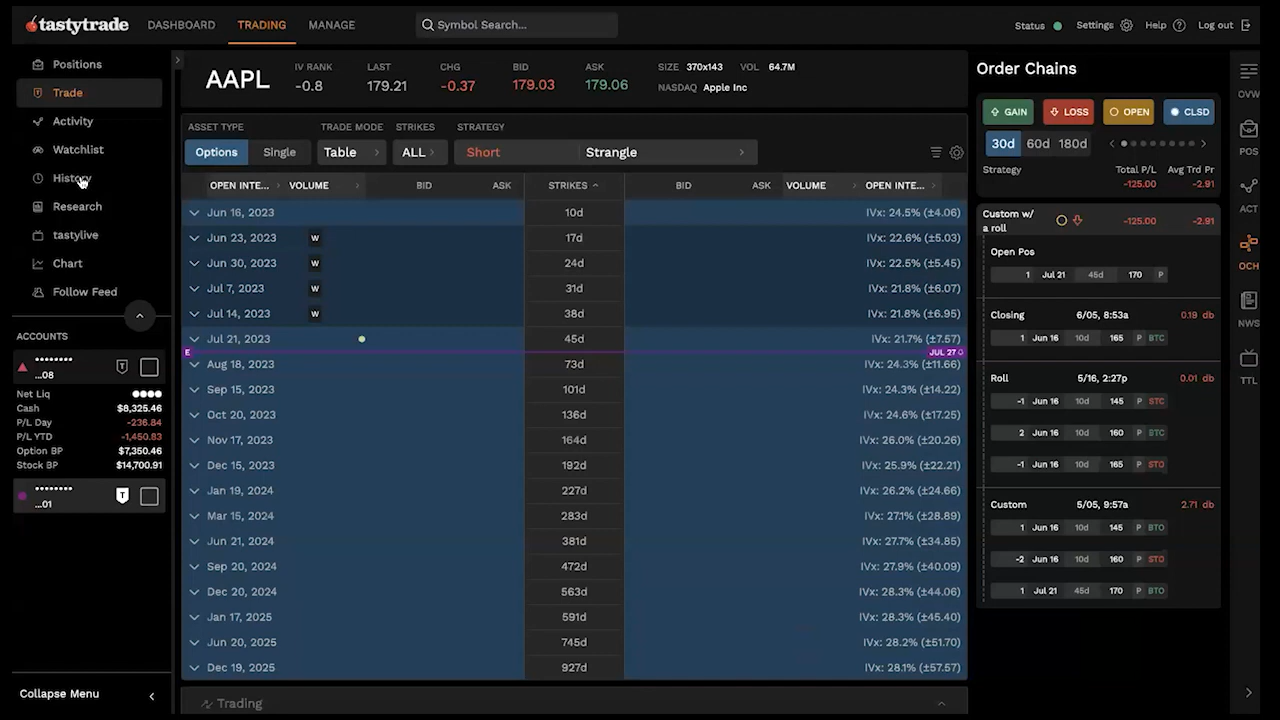 tastytrade DASHBOARD TRADING MANAGE Symbol Search... Status Settings Help Log out
Positions
Trade
Activity
Watchlist
History
Research
tastylive
Chart
Follow Feed
ACCOUNTS
...08
Net Liq
Cash $8,325.46
P/L Day -236.84
P/L YTD -1,450.83
Option BP $7,350.46
Stock BP $14,700.91
...01
Collapse Menu
AAPL
IV RANK LAST CHG BID ASK SIZE 370x143 VOL 64.7M
-0.8 179.21 -0.37 179.03 179.06 NASDAQ Apple Inc
ASSET TYPE TRADE MODE STRIKES STRATEGY
Options Single Table ALL Short Strangle
OPEN INTE... VOLUME BID ASK STRIKES BID ASK VOLUME OPEN INTE...
Jun 16, 2023 10d IVx: 24.5% (±4.06)
Jun 23, 2023 W 17d IVx: 22.6% (±5.03)
Jun 30, 2023 W 24d IVx: 22.5% (±5.45)
Jul 7, 2023 W 31d IVx: 21.8% (±6.07)
Jul 14, 2023 W 38d IVx: 21.8% (±6.95)
Jul 21, 2023 45d IVx: 21.7% (±7.57)
E JUL 27
Aug 18, 2023 73d IVx: 24.3% (±11.66)
Sep 15, 2023 101d IVx: 24.3% (±14.22)
Oct 20, 2023 136d IVx: 24.6% (±17.25)
Nov 17, 2023 164d IVx: 26.0% (±20.26)
Dec 15, 2023 192d IVx: 25.9% (±22.21)
Jan 19, 2024 227d IVx: 26.2% (±24.66)
Mar 15, 2024 283d IVx: 27.1% (±28.89)
Jun 21, 2024 381d IVx: 27.7% (±34.85)
Sep 20, 2024 472d IVx: 27.9% (±40.09)
Dec 20, 2024 563d IVx: 28.3% (±44.06)
Jan 17, 2025 591d IVx: 28.3% (±45.40)
Jun 20, 2025 745d IVx: 28.2% (±51.70)
Dec 19, 2025 927d IVx: 28.1% (±57.57)
Trading
Order Chains
GAIN LOSS OPEN CLSD
30d 60d 180d
Strategy Total P/L Avg Trd Pr
-125.00 -2.91
Custom w/ a roll -125.00 -2.91
Open Pos
1 Jul 21 45d 170 P
Closing 6/05, 8:53a 0.19 db
1 Jun 16 10d 165 P BTC
Roll 5/16, 2:27p 0.01 db
-1 Jun 16 10d 145 P STC
2 Jun 16 10d 160 P BTC
-1 Jun 16 10d 165 P STO
Custom 5/05, 9:57a 2.71 db
1 Jun 16 10d 145 P BTO
-2 Jun 16 10d 160 P STO
1 Jul 21 45d 170 P BTO
OVW
POS
ACT
OCH
NWS
TTL